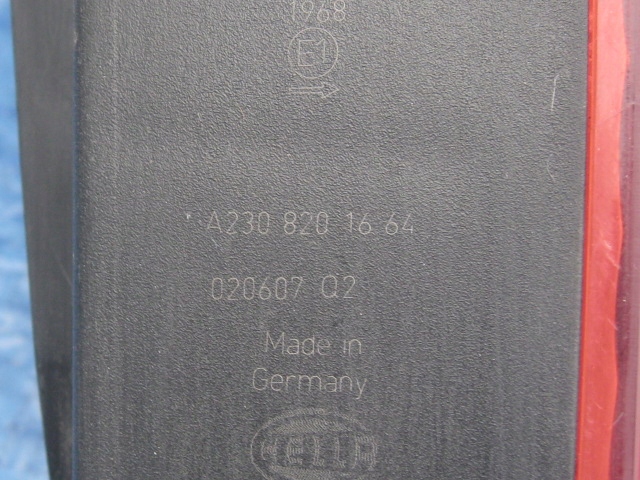 1968
E1
A230 820 16 64
020607 Q2
Made in
Germany
HELLA